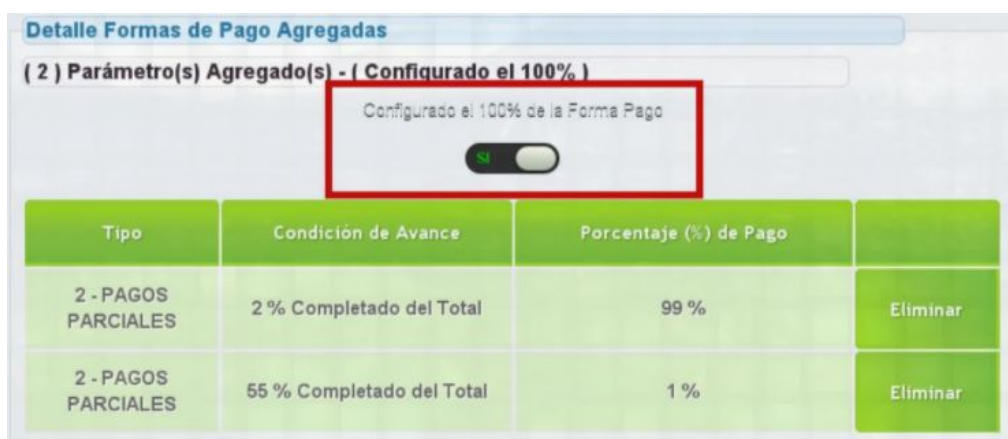 Detalle Formas de Pago Agregadas
( 2 ) Parámetro(s) Agregado(s) - ( Configurado el 100% )
Configurado el 100% de la Forma Pago
SI
Tipo Condición de Avance Porcentaje (%) de Pago
2 - PAGOS PARCIALES 2 % Completado del Total 99 % Eliminar
2 - PAGOS PARCIALES 55 % Completado del Total 1 % Eliminar